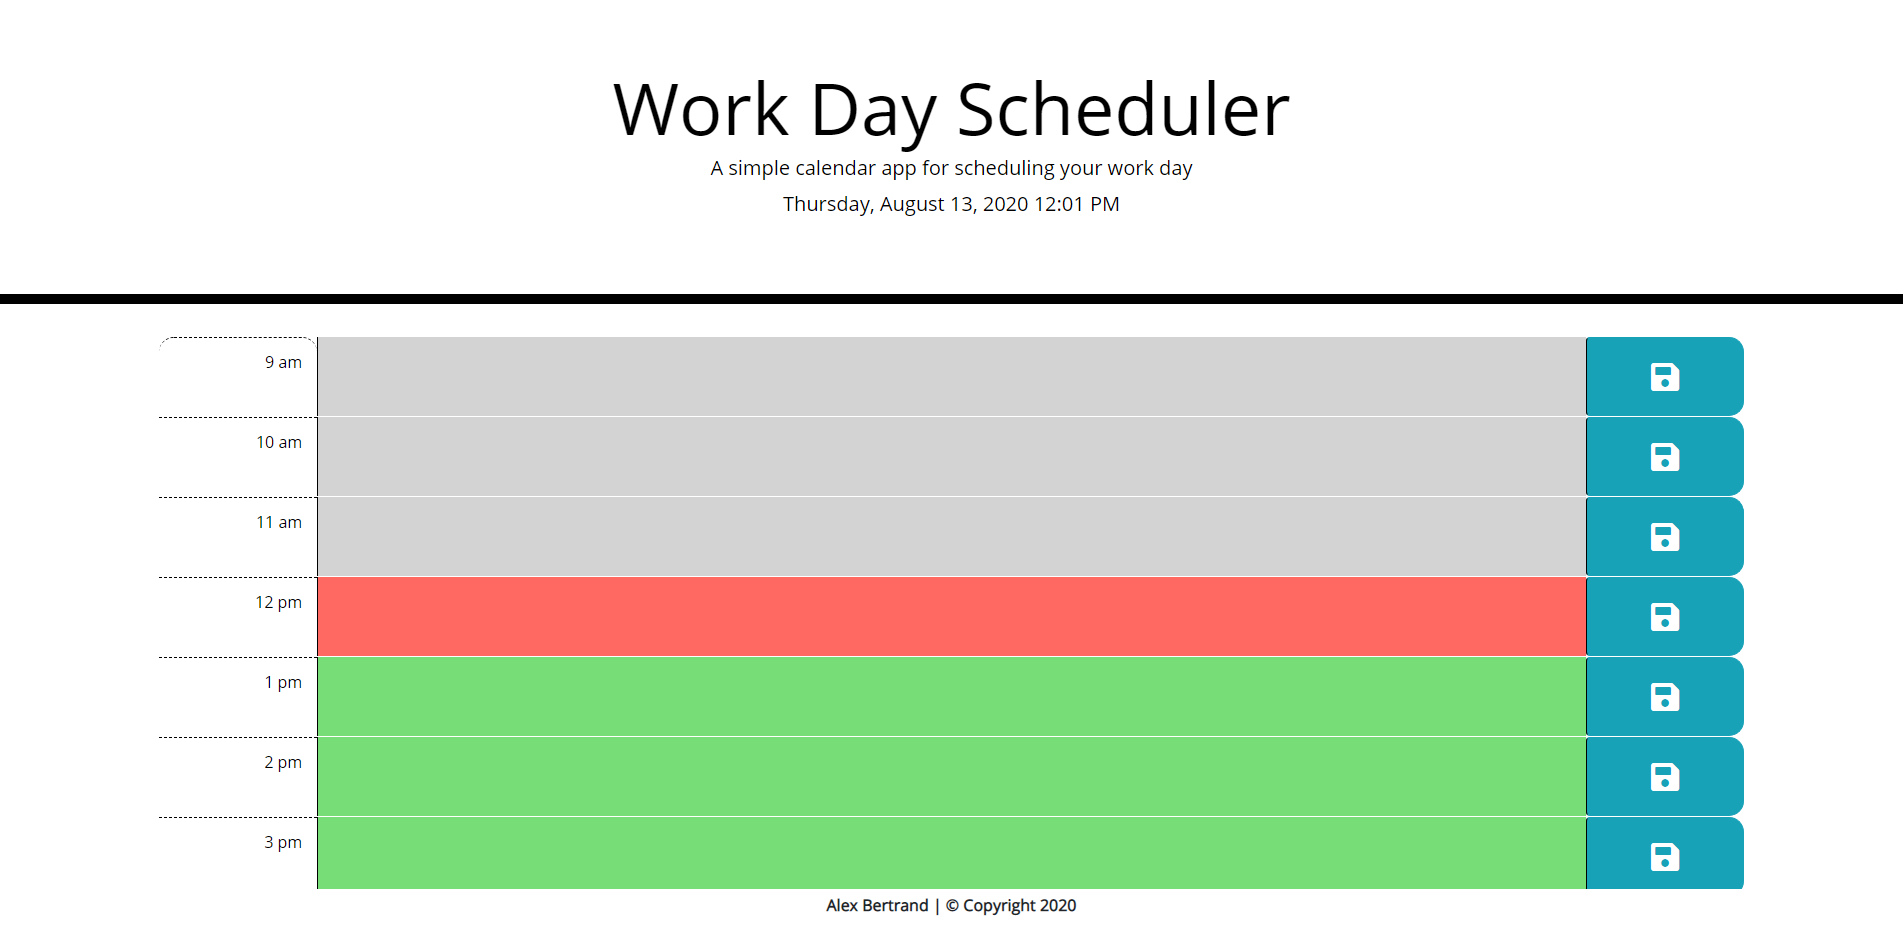 Work Day Scheduler
A simple calendar app for scheduling your work day
Thursday, August 13, 2020 12:01 PM
9 am
10 am
11 am
12 pm
1 pm
2 pm
3 pm
Alex Bertrand | © Copyright 2020